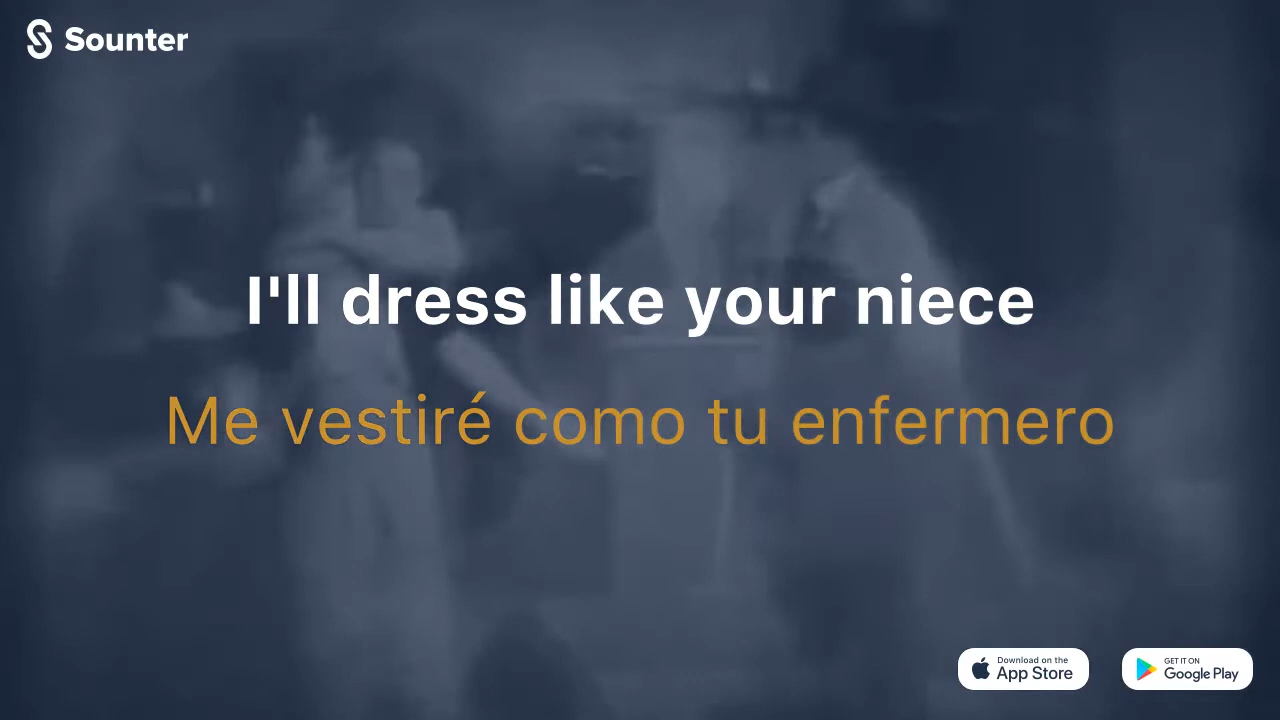 Sounter
I'll dress like your niece
Me vestiré como tu enfermero
Download on the
App Store
GET IT ON
Google Play